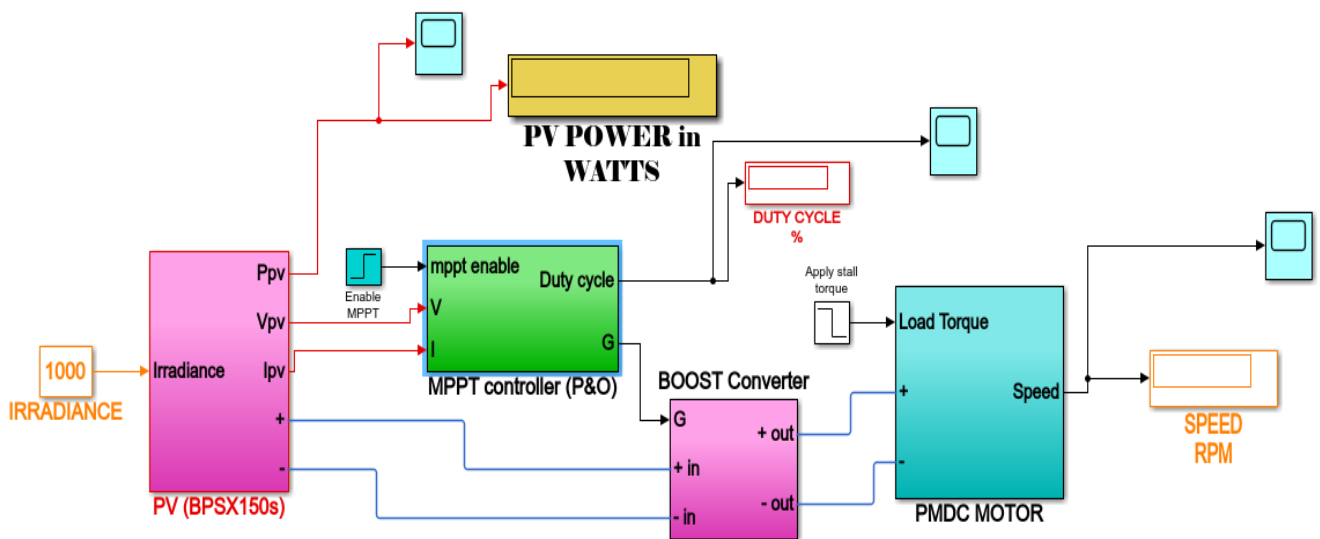 PV POWER in
WATTS
DUTY CYCLE
%
Ppv
Vpv
Irradiance
Ipv
+
-
PV (BPSX150s)
1000
IRRADIANCE
Enable
MPPT
mppt enable
Duty cycle
V
I
G
MPPT controller (P&O)
BOOST Converter
G
+ out
+ in
- out
- in
Apply stall
torque
Load Torque
+
Speed
-
PMDC MOTOR
SPEED
RPM